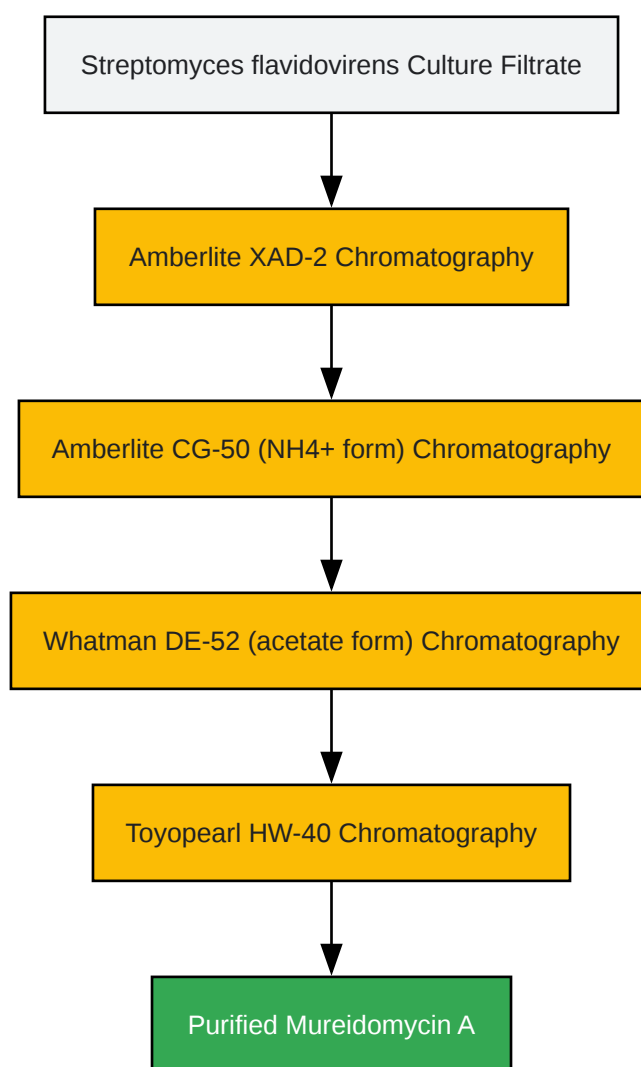 Streptomyces flavidovirens Culture Filtrate
Amberlite XAD-2 Chromatography
Amberlite CG-50 (NH4+ form) Chromatography
Whatman DE-52 (acetate form) Chromatography
Toyopearl HW-40 Chromatography
Purified Mureidomycin A